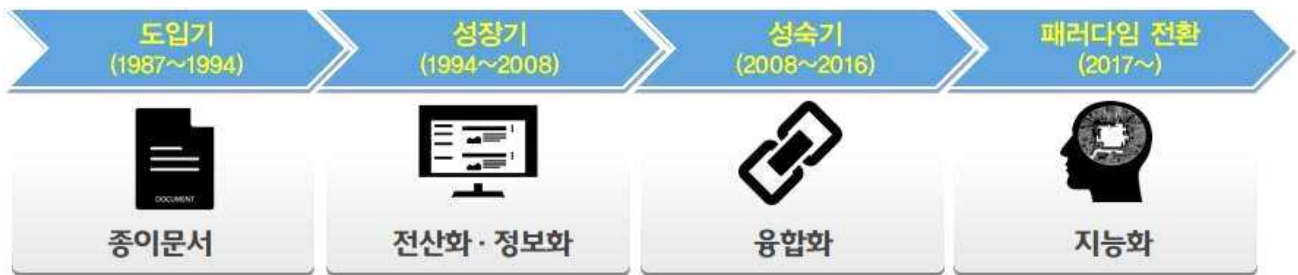 도입기
(1987~1994)
성장기
(1994~2008)
성숙기
(2008~2016)
패러다임 전환
(2017~)
DOCUMENT
종이문서
전산화 · 정보화
융합화
지능화